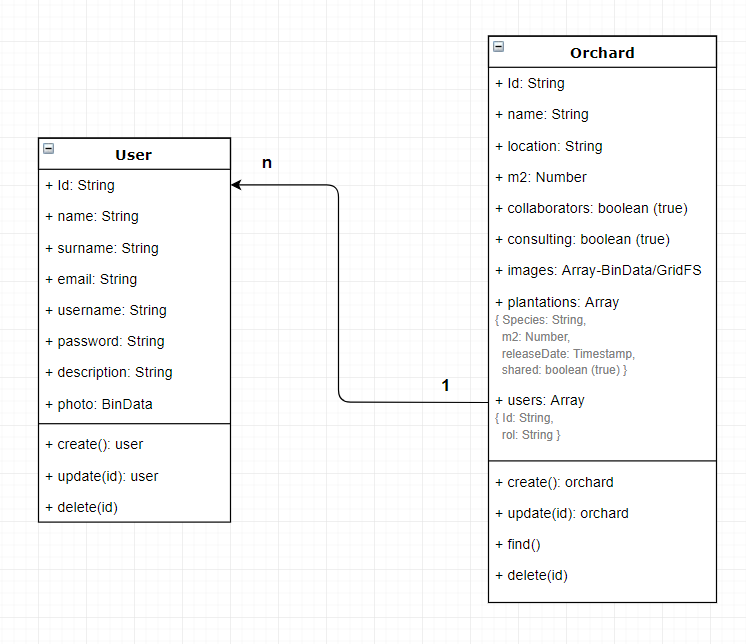 User
+ Id: String
+ name: String
+ surname: String
+ email: String
+ username: String
+ password: String
+ description: String
+ photo: BinData
+ create(): user
+ update(id): user
+ delete(id)
n
1
Orchard
+ Id: String
+ name: String
+ location: String
+ m2: Number
+ collaborators: boolean (true)
+ consulting: boolean (true)
+ images: Array-BinData/GridFS
+ plantations: Array
{ Species: String,
m2: Number,
releaseDate: Timestamp,
shared: boolean (true) }
+ users: Array
{ Id: String,
rol: String }
+ create(): orchard
+ update(id): orchard
+ find()
+ delete(id)